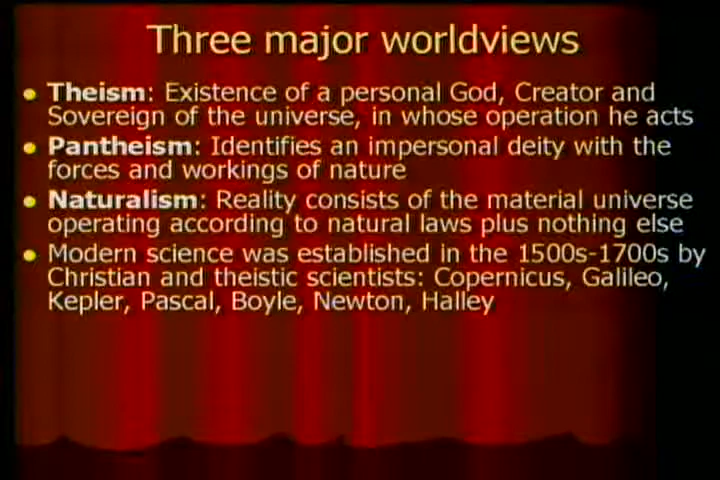 Three major worldviews
Theism: Existence of a personal God, Creator and
Sovereign of the universe, in whose operation he acts
Pantheism: Identifies an impersonal deity with the
forces and workings of nature
Naturalism: Reality consists of the material universe
operating according to natural laws plus nothing else
Modern science was established in the 1500s-1700s by
Christian and theistic scientists: Copernicus, Galileo,
Kepler, Pascal, Boyle, Newton, Halley